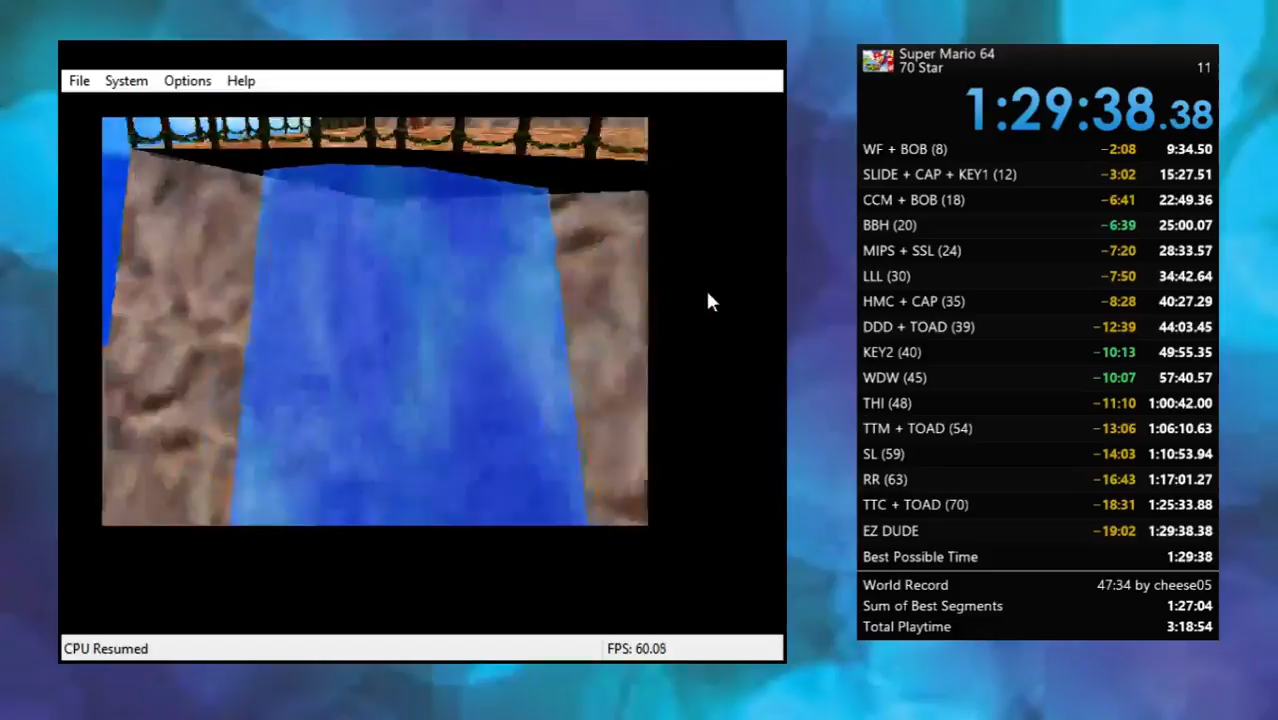 File System Options Help
CPU Resumed FPS: 60.05
Super Mario 64
70 Star 11
1:29:38.38
WF + BOB (8) −2:08 9:34.50
SLIDE + CAP + KEY1 (12) −3:02 15:27.51
CCM + BOB (18) −6:41 22:49.36
BBH (20) −6:39 25:00.07
MIPS + SSL (24) −7:20 28:33.57
LLL (30) −7:50 34:42.64
HMC + CAP (35) −8:28 40:27.29
DDD + TOAD (39) −12:39 44:03.45
KEY2 (40) −10:13 49:55.35
WDW (45) −10:07 57:40.57
THI (48) −11:10 1:00:42.00
TTM + TOAD (54) −13:06 1:06:10.63
SL (59) −14:03 1:10:53.94
RR (63) −16:43 1:17:01.27
TTC + TOAD (70) −18:31 1:25:33.88
EZ DUDE −19:02 1:29:38.38
Best Possible Time 1:29:38
World Record 47:34 by cheese05
Sum of Best Segments 1:27:04
Total Playtime 3:18:54